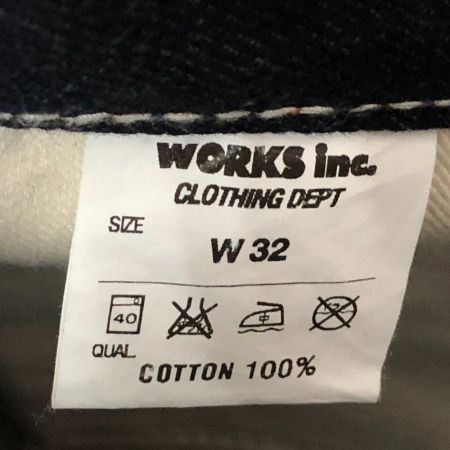 WORKS inc.
CLOTHING DEPT
SIZE
W 32
40
QUAL
COTTON 100%